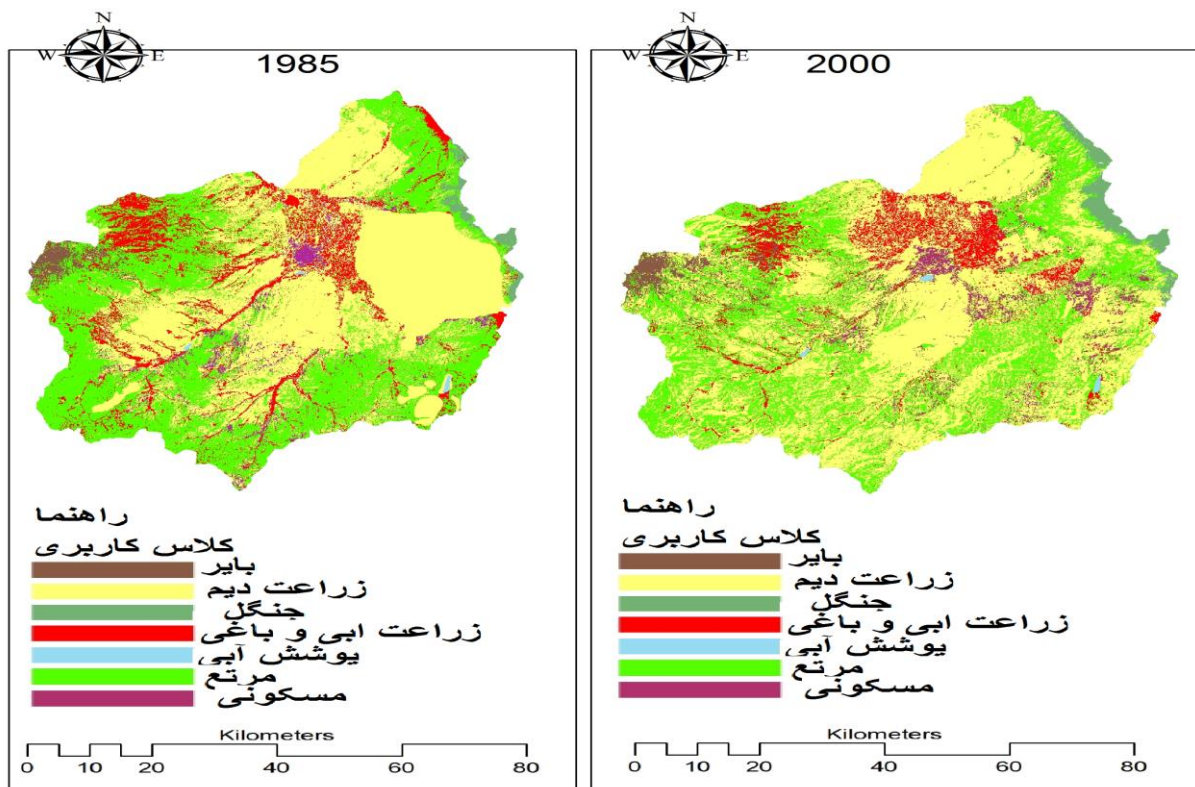 N
W E
S
1985
راهنما
کلاس کاربری
بایر
زراعت دیم
جنگل
زراعت ابی و باغی
پوشش آبی
مرتع
مسکونی
Kilometers
0 10 20 40 60 80
N
W E
S
2000
راهنما
کلاس کاربری
بایر
زراعت دیم
جنگل
زراعت ابی و باغی
پوشش آبی
مرتع
مسکونی
Kilometers
0 10 20 40 60 80